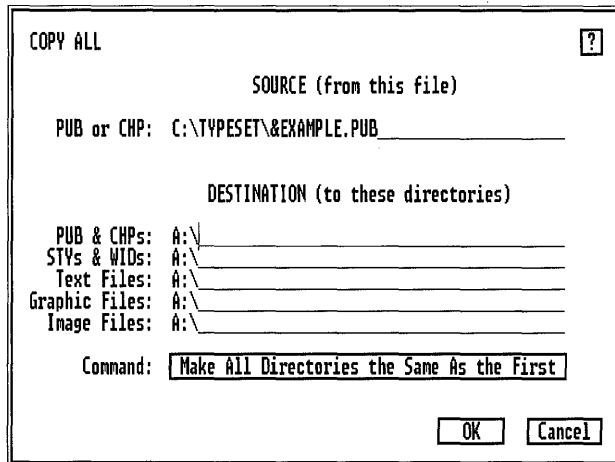 COPY ALL ?
SOURCE (from this file)
PUB or CHP: C:\TYPESET\&EXAMPLE.PUB
DESTINATION (to these directories)
PUB & CHPs: A:\
STYs & WIDs: A:\
Text Files: A:\
Graphic Files: A:\
Image Files: A:\
Command: Make All Directories the Same As the First
OK Cancel